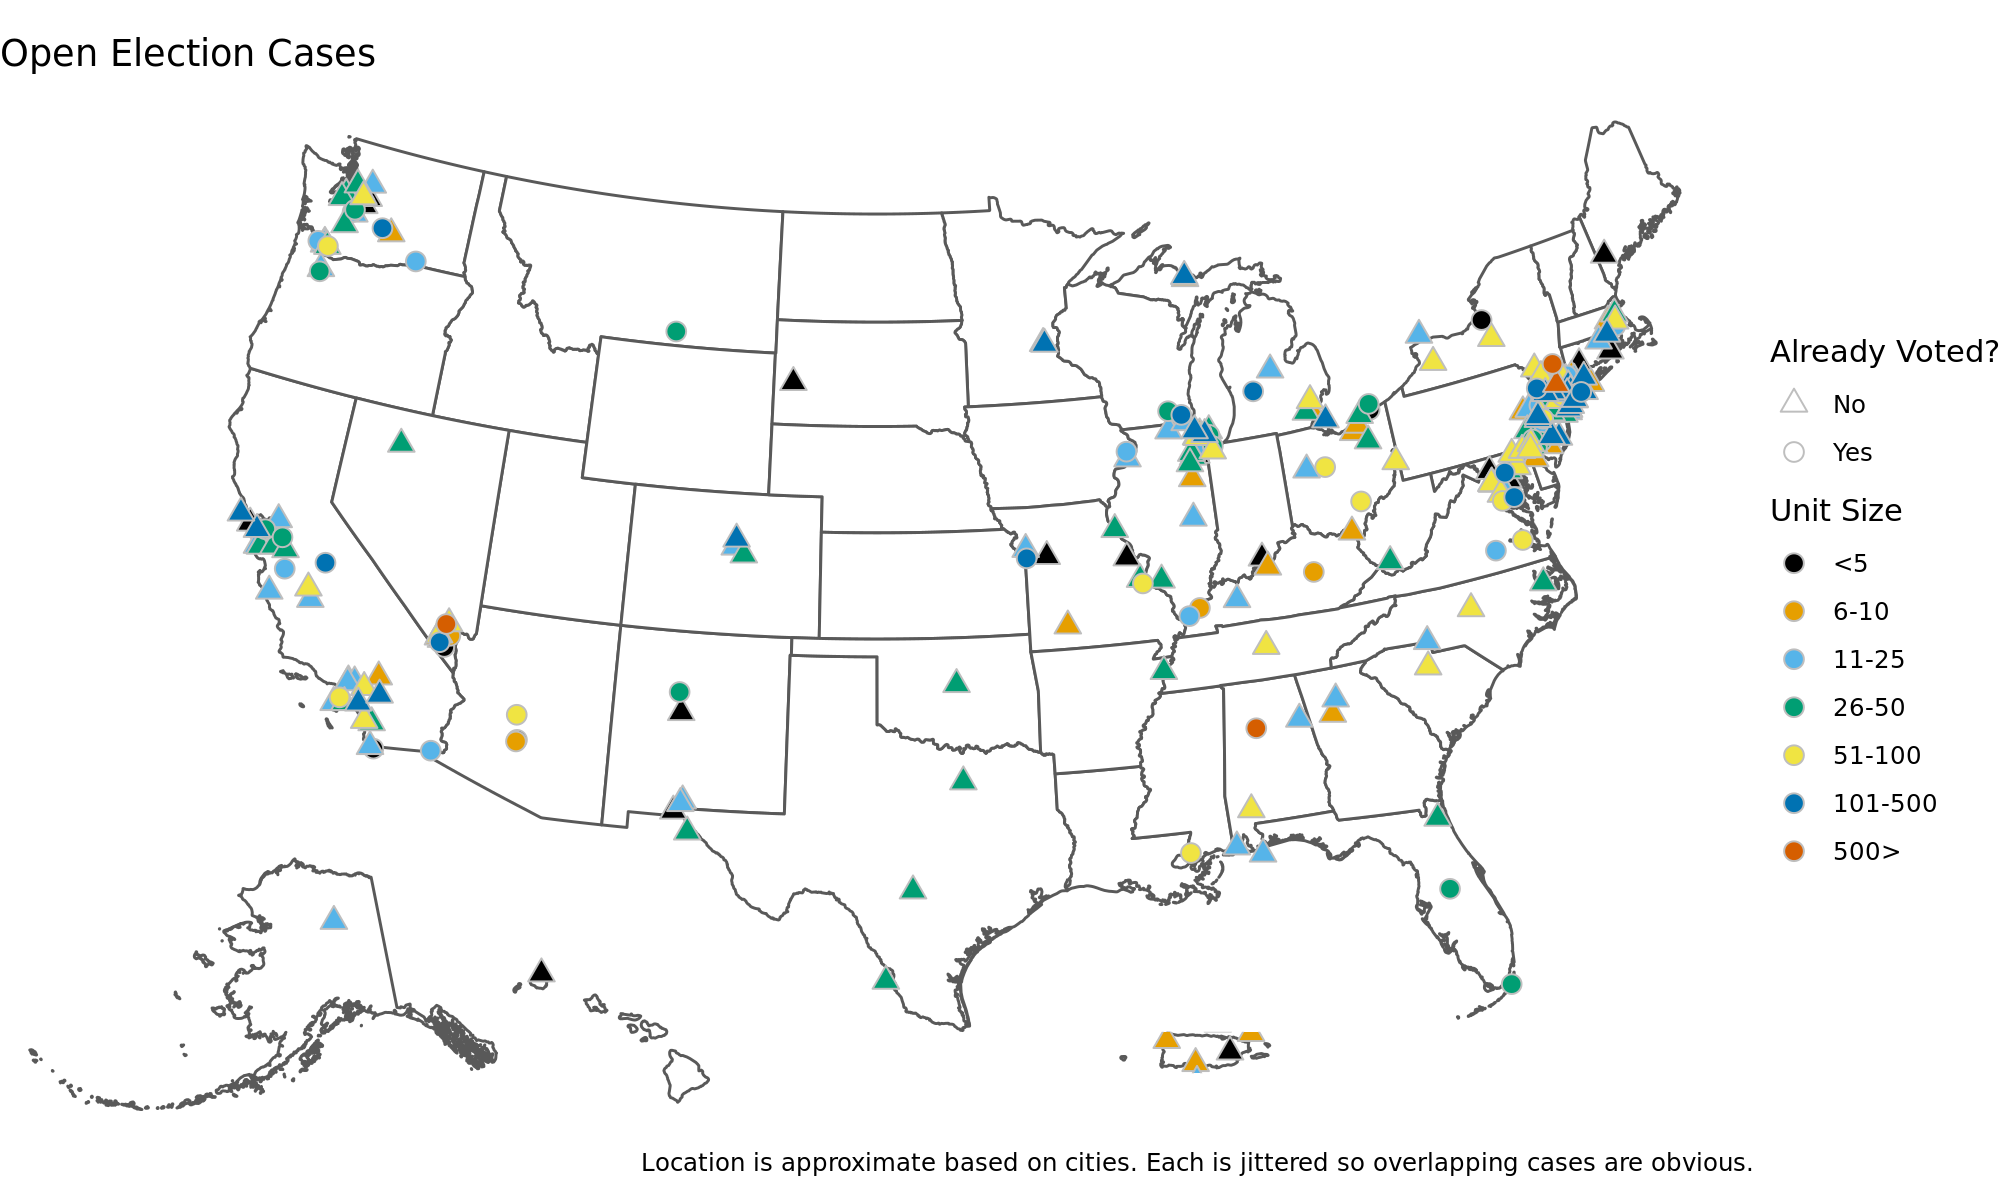 Open Election Cases
Already Voted?
No
Yes
Unit Size
<5
6-10
11-25
26-50
51-100
101-500
500>
Location is approximate based on cities. Each is jittered so overlapping cases are obvious.